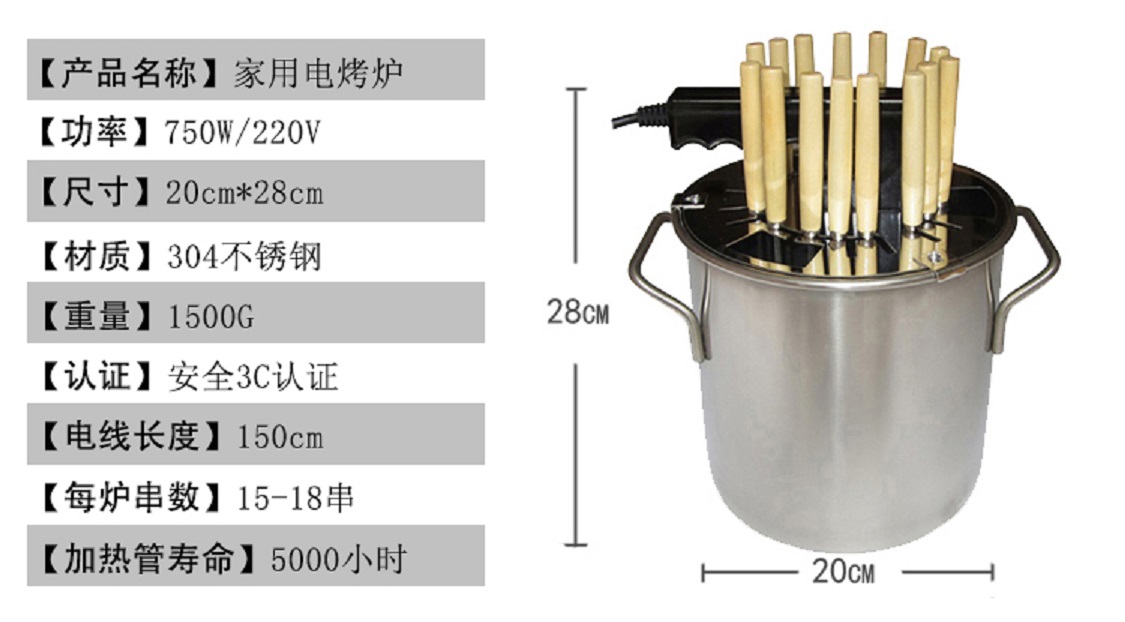 【产品名称】家用电烤炉
【功率】750W/220V
【尺寸】20cm*28cm
【材质】304不锈钢
【重量】1500G
【认证】安全3C认证
【电线长度】150cm
【每炉串数】15-18串
【加热管寿命】5000小时
28CM
20CM